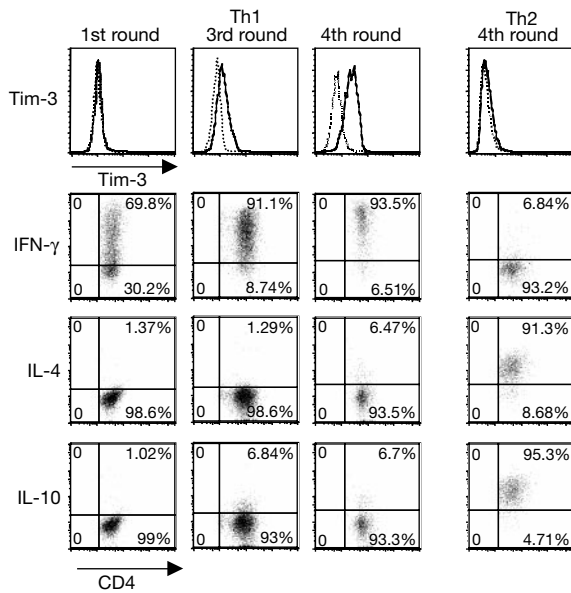 Th1 Th2
1st round 3rd round 4th round 4th round
Tim-3
Tim-3
0 69.8% 0 91.1% 0 93.5% 0 6.84%
IFN-γ
0 30.2% 0 8.74% 0 6.51% 0 93.2%
0 1.37% 0 1.29% 0 6.47% 0 91.3%
IL-4
0 98.6% 0 98.6% 0 93.5% 0 8.68%
0 1.02% 0 6.84% 0 6.7% 0 95.3%
IL-10
0 99% 0 93% 0 93.3% 0 4.71%
CD4